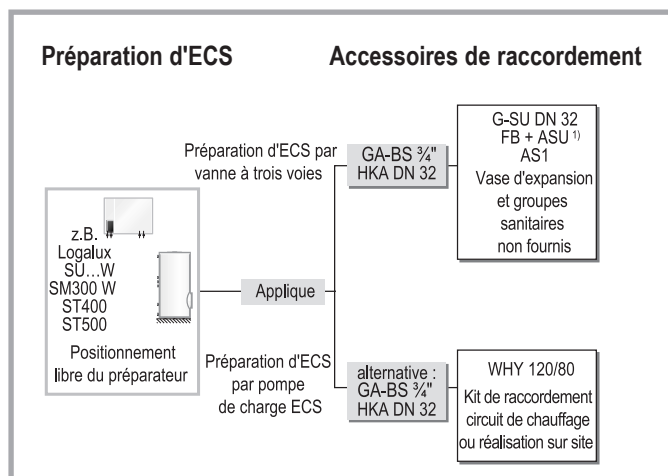 Préparation d'ECS
Accessoires de raccordement
Préparation d'ECS par
vanne à trois voies
GA-BS ¾"
HKA DN 32
G-SU DN 32
FB + ASU 1)
AS1
Vase d'expansion
et groupes
sanitaires
non fournis
z.B.
Logalux
SU…W
SM300 W
ST400
ST500
Positionnement
libre du préparateur
Applique
Préparation d'ECS
par pompe
de charge ECS
alternative :
GA-BS ¾"
HKA DN 32
WHY 120/80
Kit de raccordement
circuit de chauffage
ou réalisation sur site